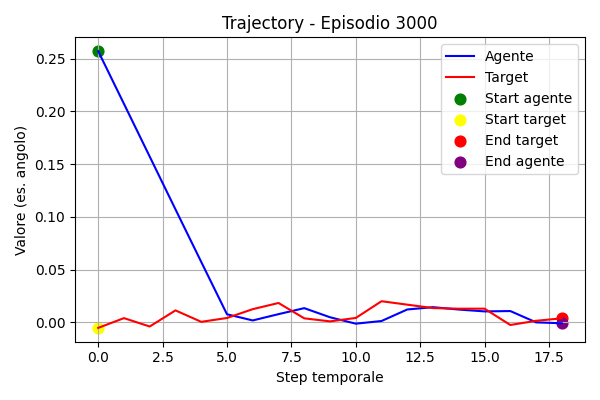 Trajectory - Episodio 3000
Agente
Target
Start agente
Start target
End target
End agente
Valore (es. angolo)
0.25
0.20
0.15
0.10
0.05
0.00
0.0 2.5 5.0 7.5 10.0 12.5 15.0 17.5
Step temporale